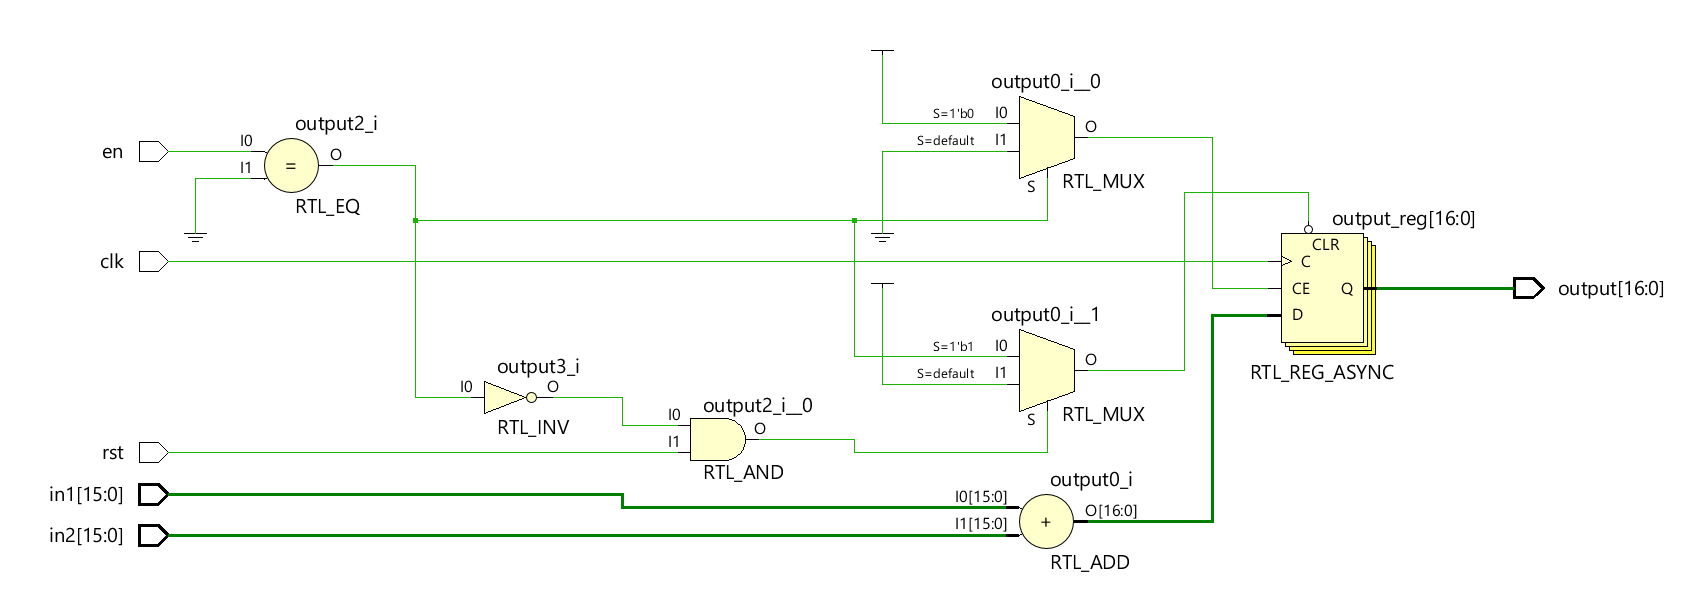 output0_i__0
I0
S=1'b0
O
I1
S=default
S
RTL_MUX
output2_i
en
I0
O
I1
=
RTL_EQ
output_reg[16:0]
CLR
clk
C
CE
Q
D
output[16:0]
RTL_REG_ASYNC
output0_i__1
I0
S=1'b1
O
I1
S=default
S
RTL_MUX
output3_i
I0
O
RTL_INV
output2_i__0
I0
O
I1
RTL_AND
rst
in1[15:0]
in2[15:0]
output0_i
I0[15:0]
O[16:0]
I1[15:0]
+
RTL_ADD